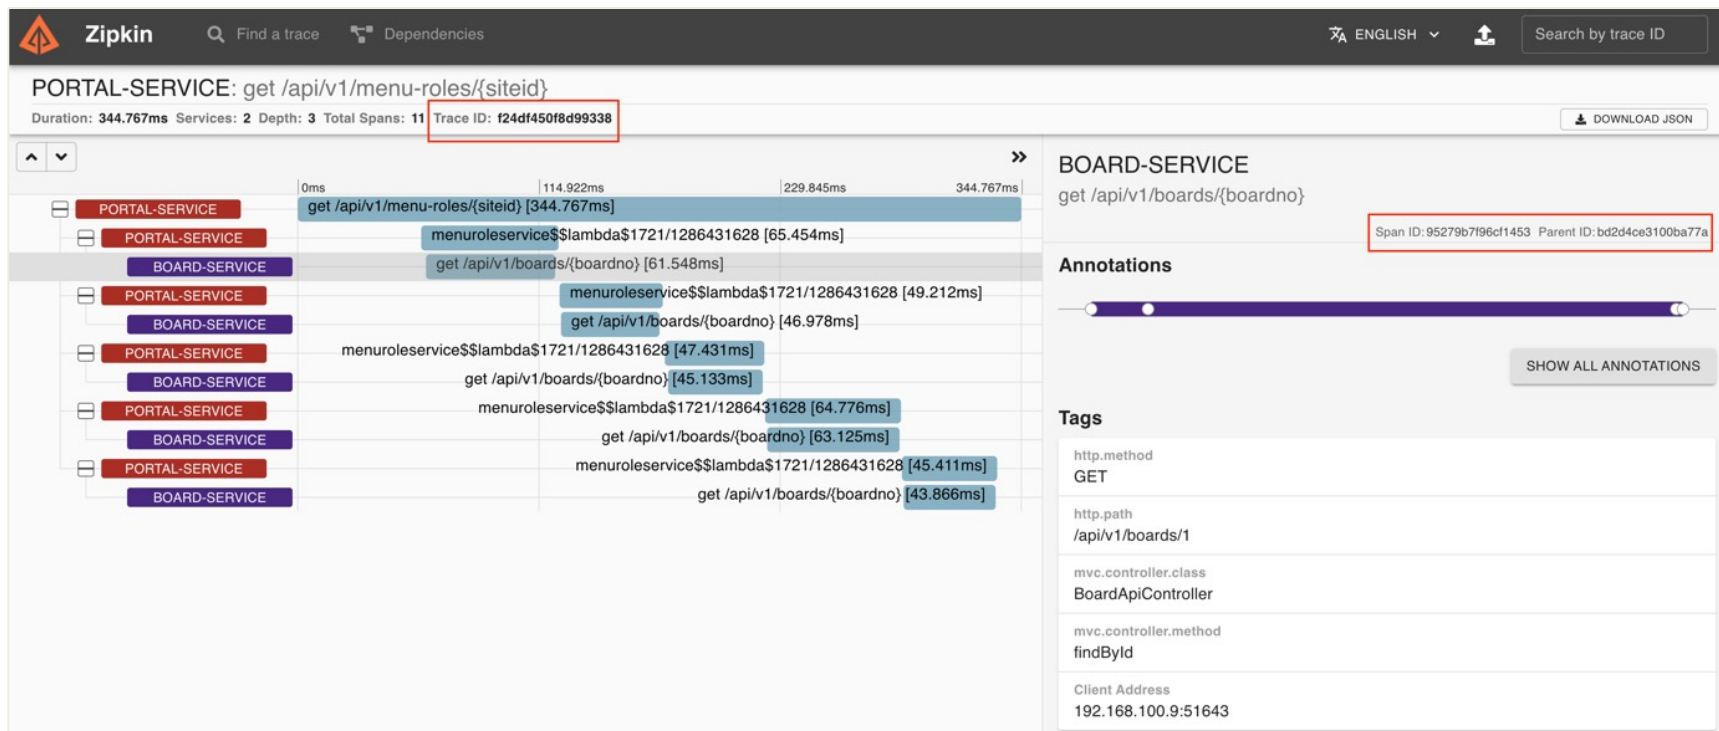 Zipkin Find a trace Dependencies ENGLISH Search by trace ID
PORTAL-SERVICE: get /api/v1/menu-roles/{siteid}
Duration: 344.767ms Services: 2 Depth: 3 Total Spans: 11 Trace ID: f24df450f8d99338 DOWNLOAD JSON
0ms 114.922ms 229.845ms 344.767ms
PORTAL-SERVICE get /api/v1/menu-roles/{siteid} [344.767ms]
PORTAL-SERVICE menuroleservice$$lambda$1721/1286431628 [65.454ms]
BOARD-SERVICE get /api/v1/boards/{boardno} [61.548ms]
PORTAL-SERVICE menuroleservice$$lambda$1721/1286431628 [49.212ms]
BOARD-SERVICE get /api/v1/boards/{boardno} [46.978ms]
PORTAL-SERVICE menuroleservice$$lambda$1721/1286431628 [47.431ms]
BOARD-SERVICE get /api/v1/boards/{boardno} [45.133ms]
PORTAL-SERVICE menuroleservice$$lambda$1721/1286431628 [64.776ms]
BOARD-SERVICE get /api/v1/boards/{boardno} [63.125ms]
PORTAL-SERVICE menuroleservice$$lambda$1721/1286431628 [45.411ms]
BOARD-SERVICE get /api/v1/boards/{boardno} [43.866ms]
BOARD-SERVICE
get /api/v1/boards/{boardno}
Span ID: 95279b7f96cf1453 Parent ID: bd2d4ce3100ba77a
Annotations
SHOW ALL ANNOTATIONS
Tags
http.method
GET
http.path
/api/v1/boards/1
mvc.controller.class
BoardApiController
mvc.controller.method
findById
Client Address
192.168.100.9:51643